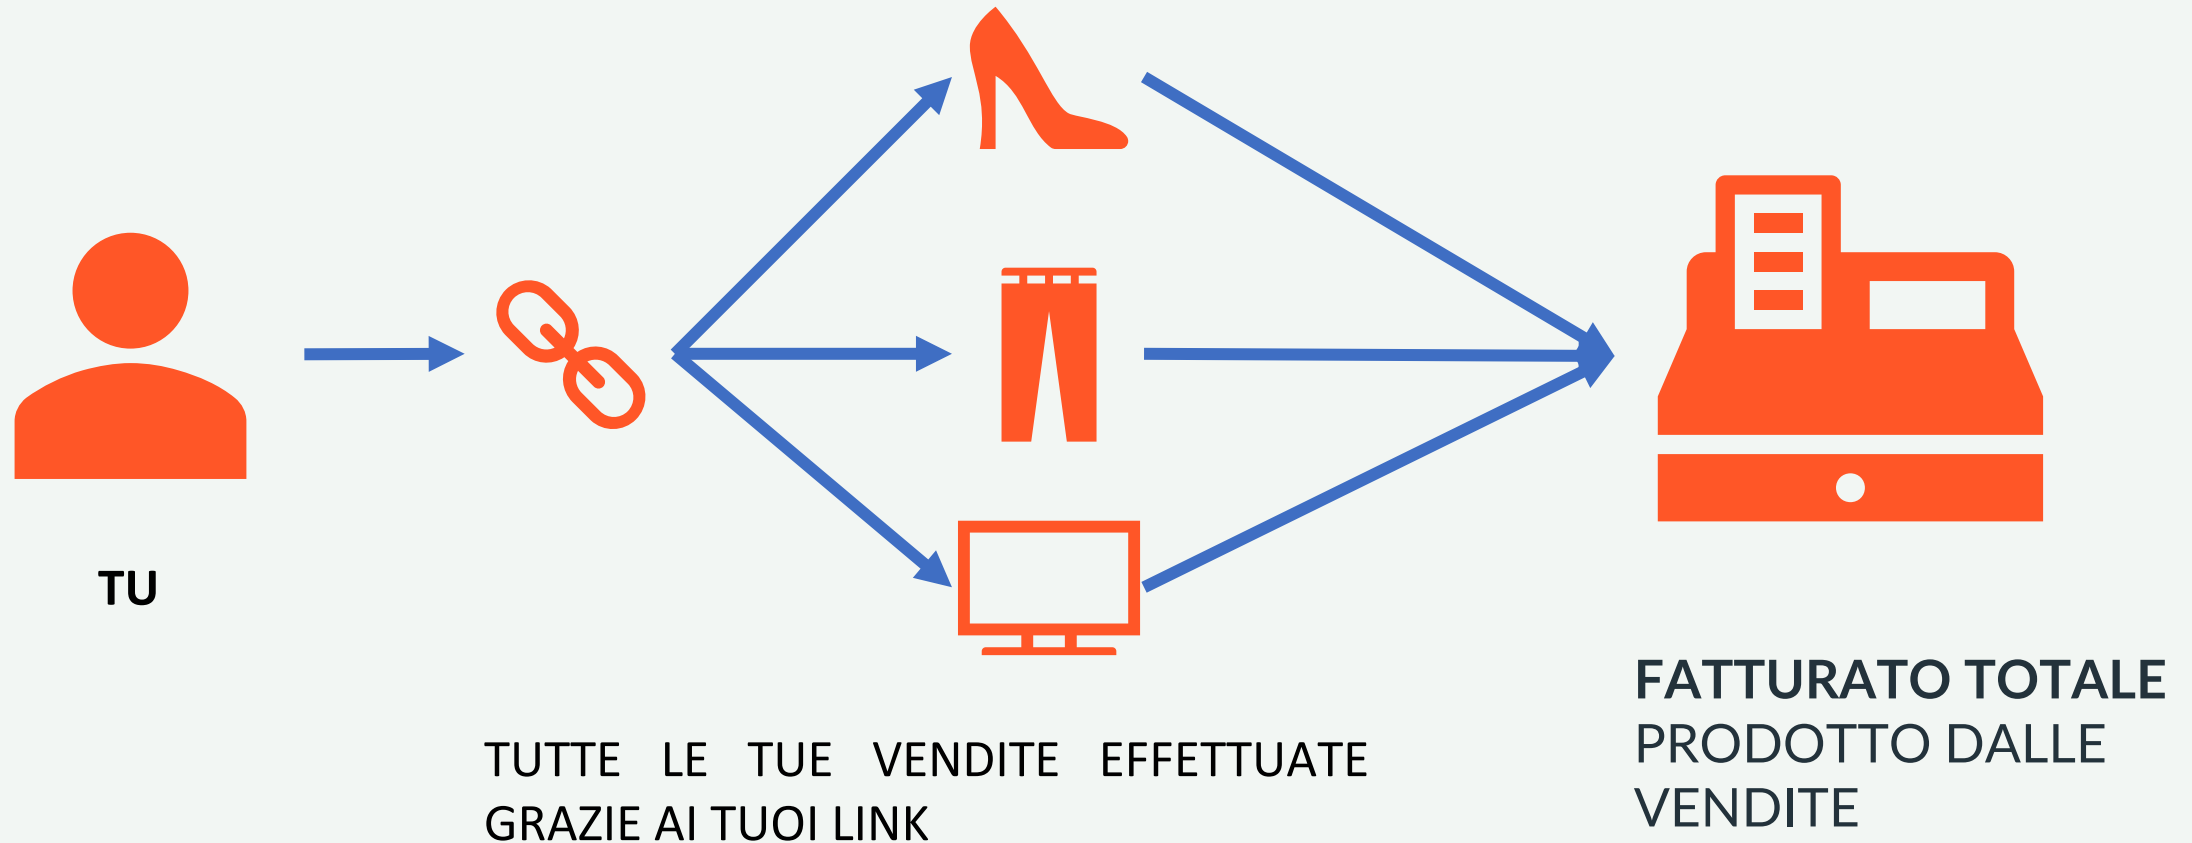 TU
TUTTE LE TUE VENDITE EFFETTUATE
GRAZIE AI TUOI LINK
FATTURATO TOTALE
PRODOTTO DALLE
VENDITE